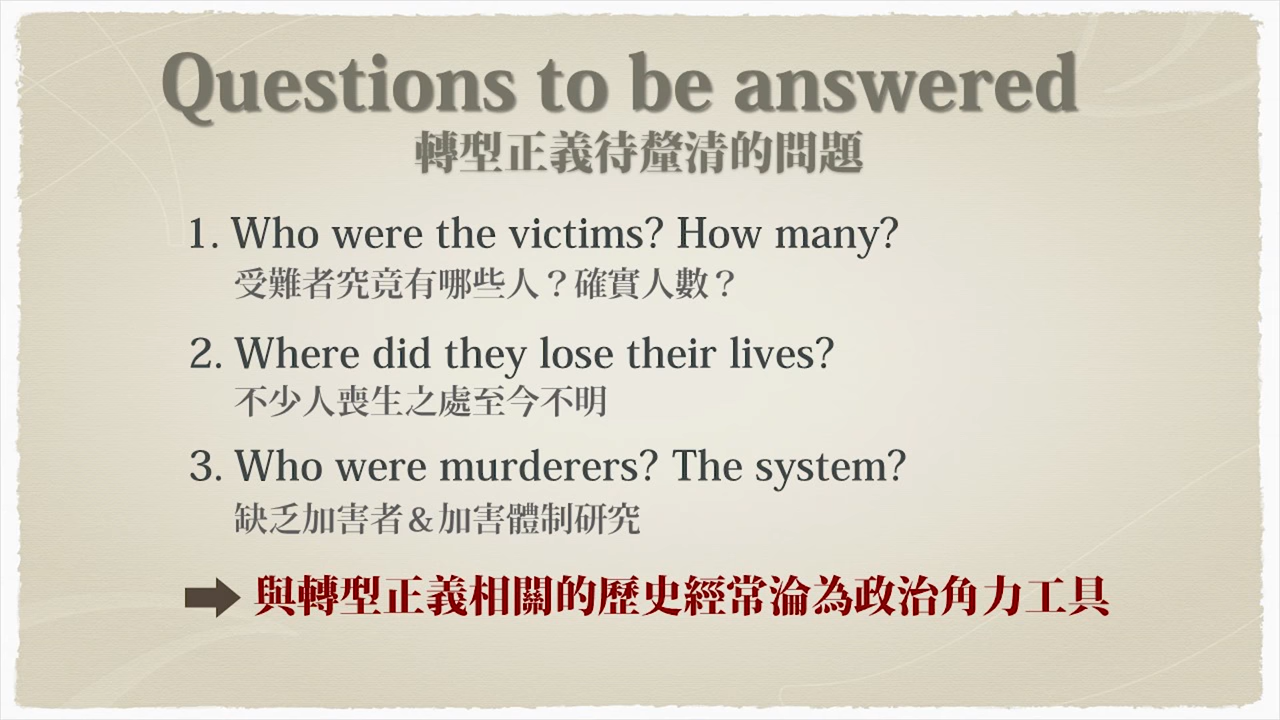 Questions to be answered
轉型正義待釐清的問題
1. Who were the victims? How many?
受難者究竟有哪些人？確實人數？
2. Where did they lose their lives?
不少人喪生之處至今不明
3. Who were murderers? The system?
缺乏加害者＆加害體制研究
與轉型正義相關的歷史經常淪為政治角力工具